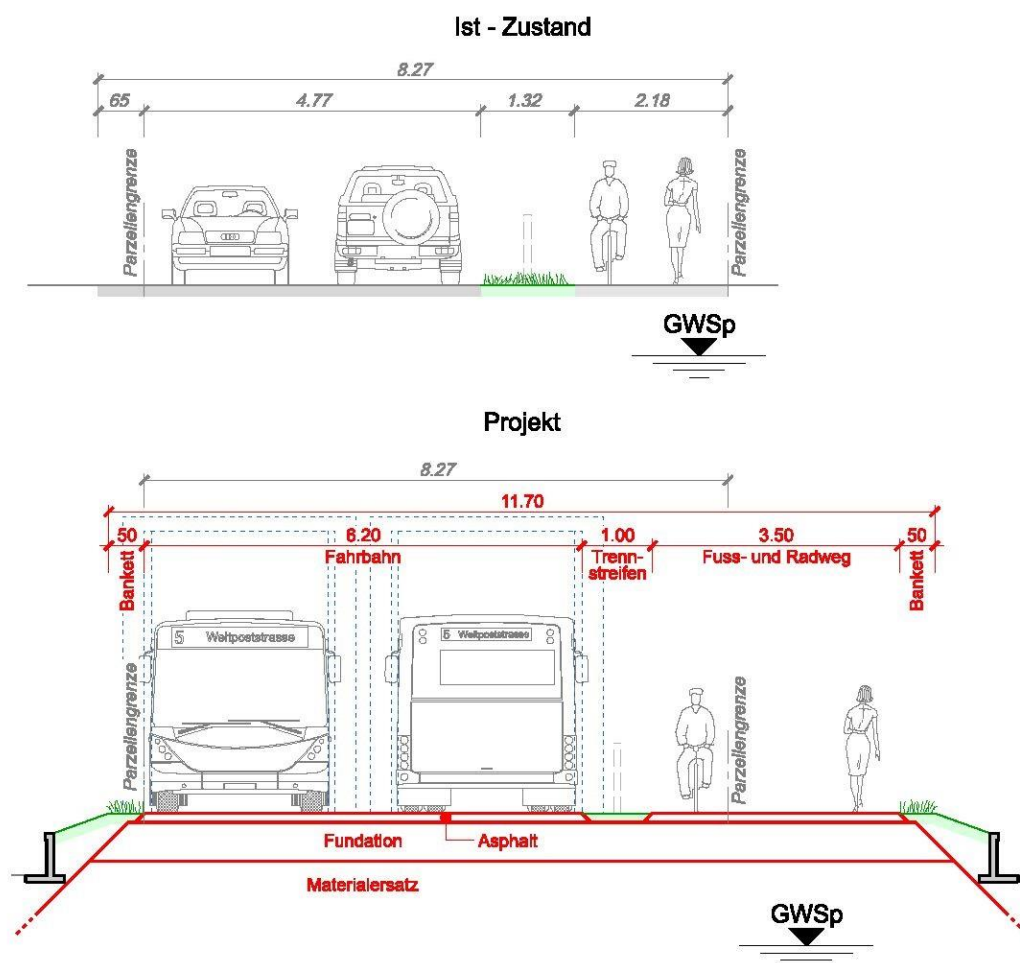 Ist - Zustand
8.27
65 4.77 1.32 2.18
Parzellengrenze
Parzellengrenze
GWSp
Projekt
8.27
11.70
50 6.20 1.00 3.50 50
Bankett
Fahrbahn
Trenn-
streifen
Fuss- und Radweg
Bankett
5 Weltpoststrasse
5 Weltpoststrasse
Parzellengrenze
Parzellengrenze
Fundation
Asphalt
Materialersatz
GWSp